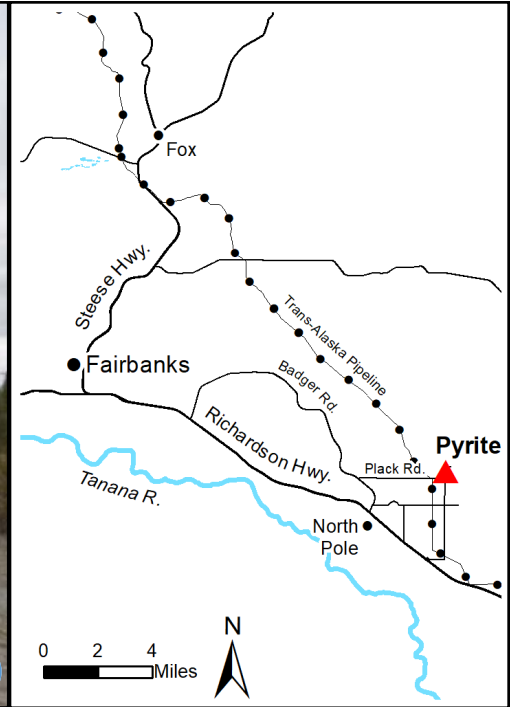 Fox
Steese Hwy.
Trans-Alaska Pipeline
Fairbanks
Badger Rd.
Richardson Hwy.
Pyrite
Plack Rd.
Tanana R.
North
Pole
N
0 2 4
Miles